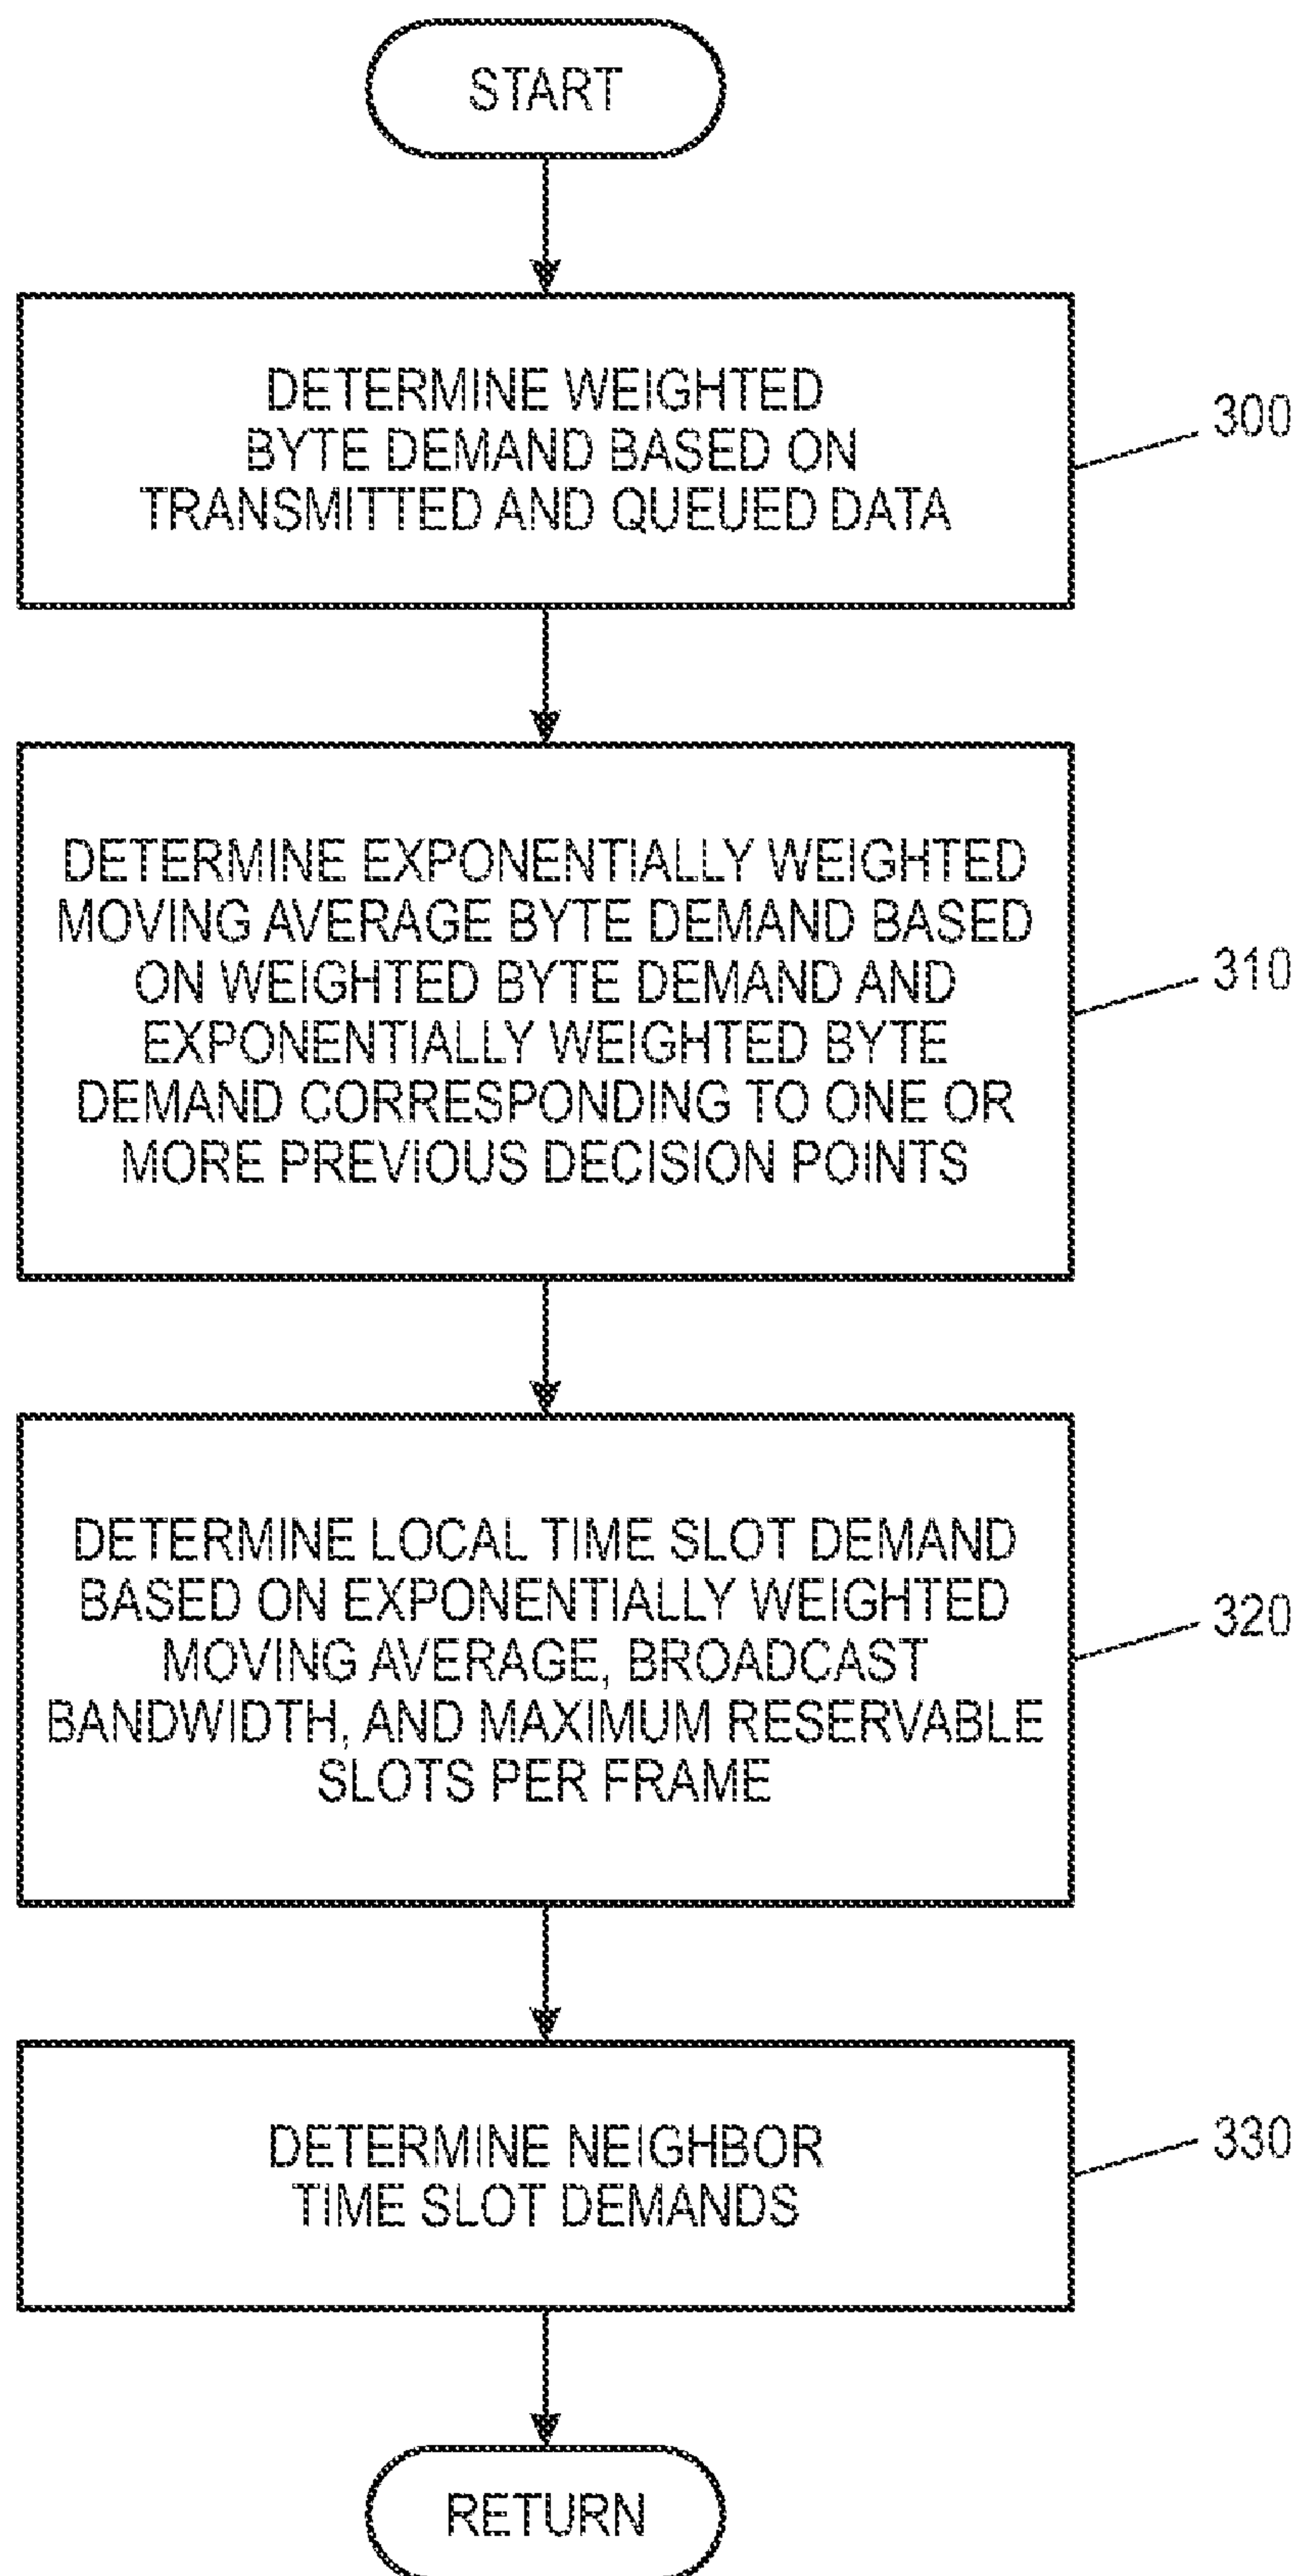 START
DETERMINE WEIGHTED
BYTE DEMAND BASED ON
TRANSMITTED AND QUEUED DATA
300
DETERMINE EXPONENTIALLY WEIGHTED
MOVING AVERAGE BYTE DEMAND BASED
ON WEIGHTED BYTE DEMAND AND
EXPONENTIALLY WEIGHTED BYTE
DEMAND CORRESPONDING TO ONE OR
MORE PREVIOUS DECISION POINTS
310
DETERMINE LOCAL TIME SLOT DEMAND
BASED ON EXPONENTIALLY WEIGHTED
MOVING AVERAGE, BROADCAST
BANDWIDTH, AND MAXIMUM RESERVABLE
SLOTS PER FRAME
320
DETERMINE NEIGHBOR
TIME SLOT DEMANDS
330
RETURN